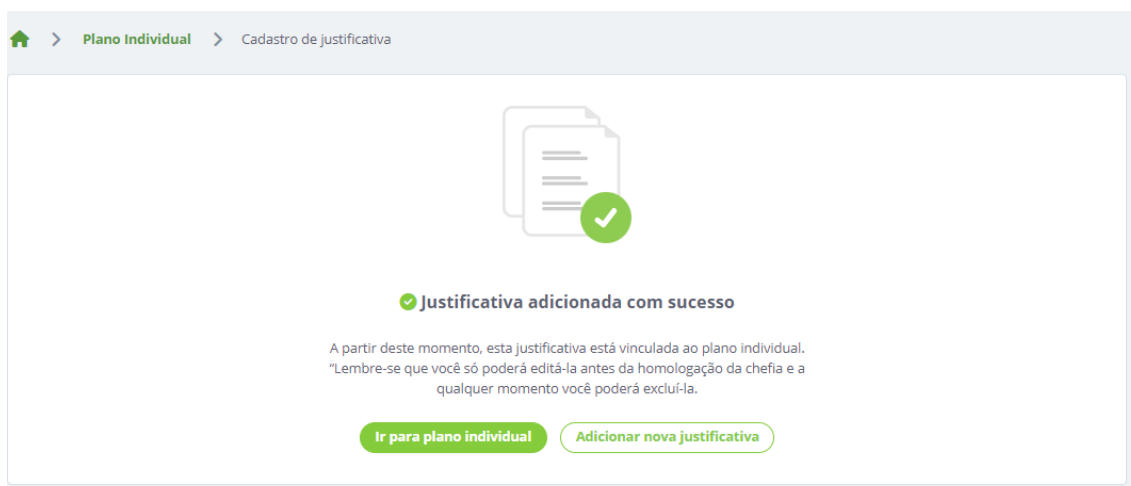 Plano Individual > Cadastro de justificativa
Justificativa adicionada com sucesso
A partir deste momento, esta justificativa está vinculada ao plano individual.
“Lembre-se que você só poderá editá-la antes da homologação da chefia e a
qualquer momento você poderá excluí-la.
Ir para plano individual Adicionar nova justificativa